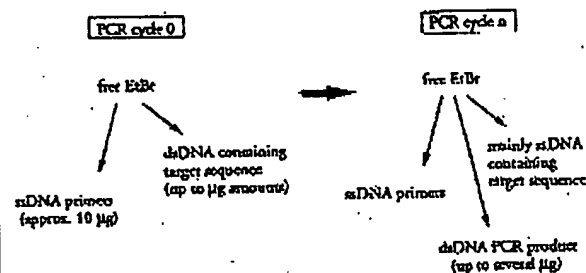 PCR cycle 0
free EtBr
dsDNA containing
target sequence
(up to µg amounts)
ssDNA primers
(approx. 10 µg)
PCR cycle n
free EtBr
mainly ssDNA
containing
target sequence
ssDNA primers
dsDNA PCR product
(up to several µg)